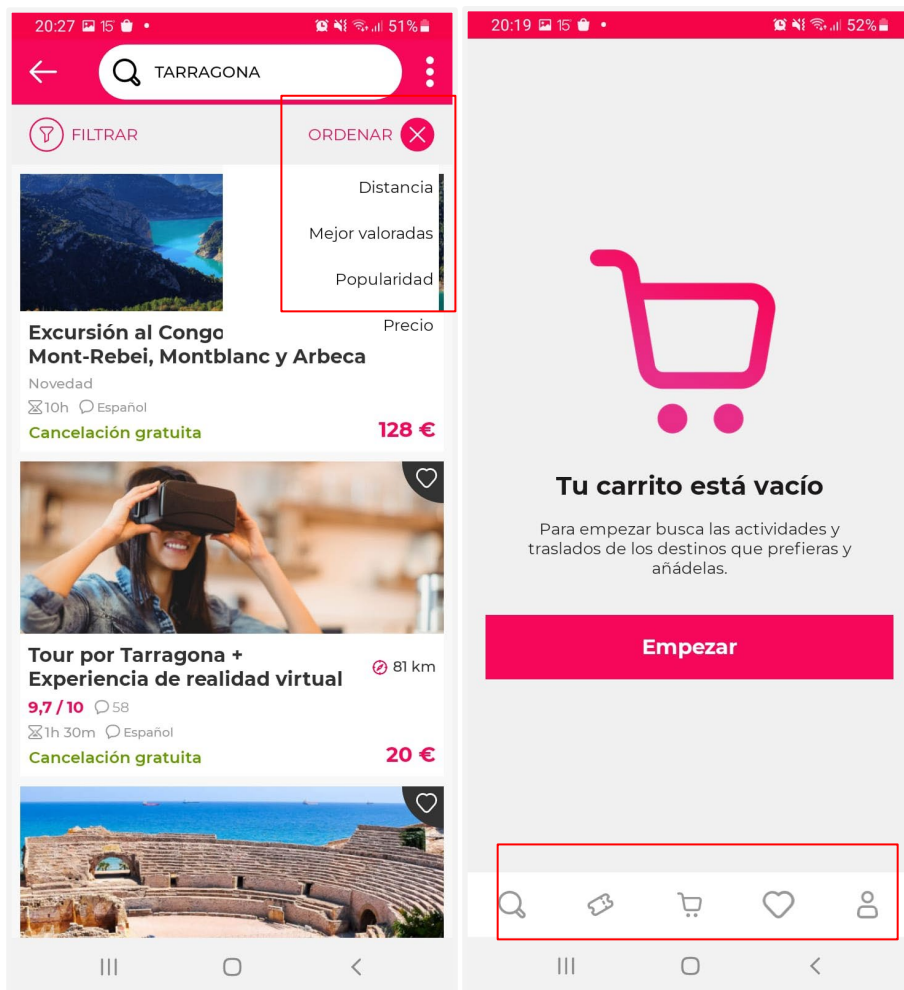 20:27 15° 51%
TARRAGONA
FILTRAR
ORDENAR
Distancia
Mejor valoradas
Popularidad
Precio
Excursión al Congo
Mont-Rebei, Montblanc y Arbeca
Novedad
10h Español
Cancelación gratuita
128 €
Tour por Tarragona +
Experiencia de realidad virtual
81 km
9,7 / 10 58
1h 30m Español
Cancelación gratuita
20 €
20:19 15° 52%
Tu carrito está vacío
Para empezar busca las actividades y
traslados de los destinos que prefieras y
añádelas.
Empezar